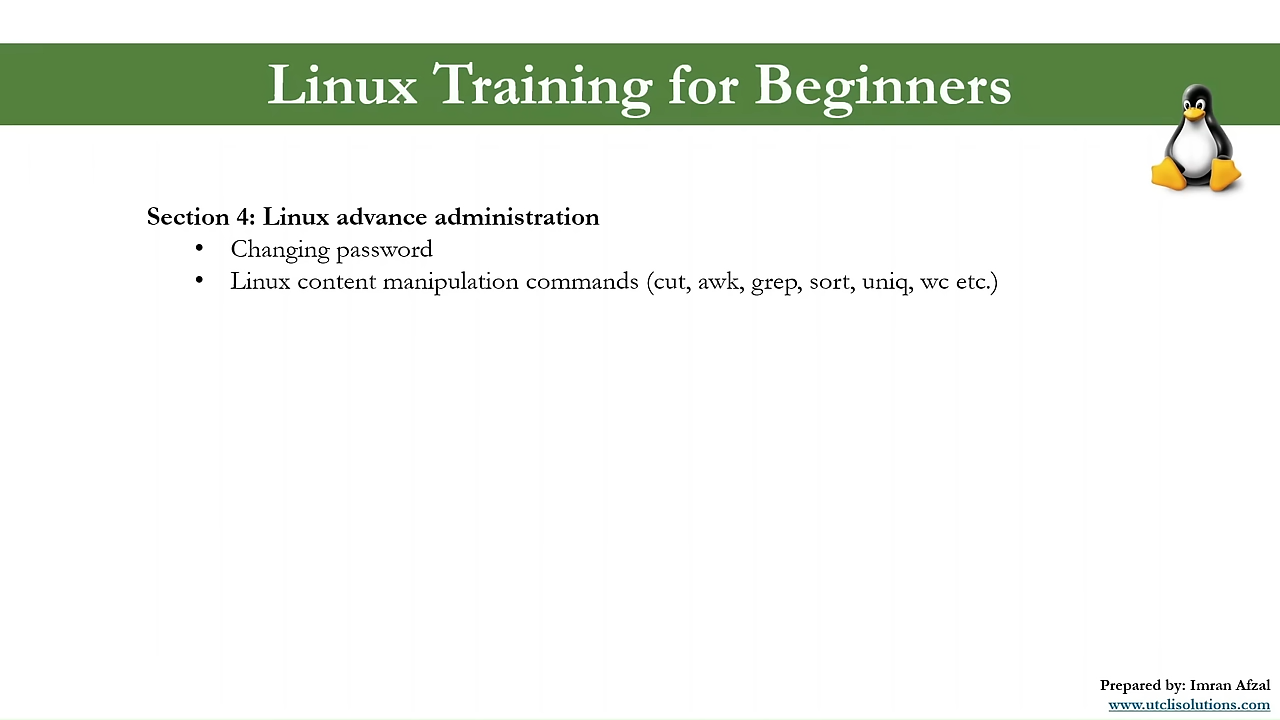 Linux Training for Beginners
Section 4: Linux advance administration
• Changing password
• Linux content manipulation commands (cut, awk, grep, sort, uniq, wc etc.)
Prepared by: Imran Afzal
www.utclisolutions.com